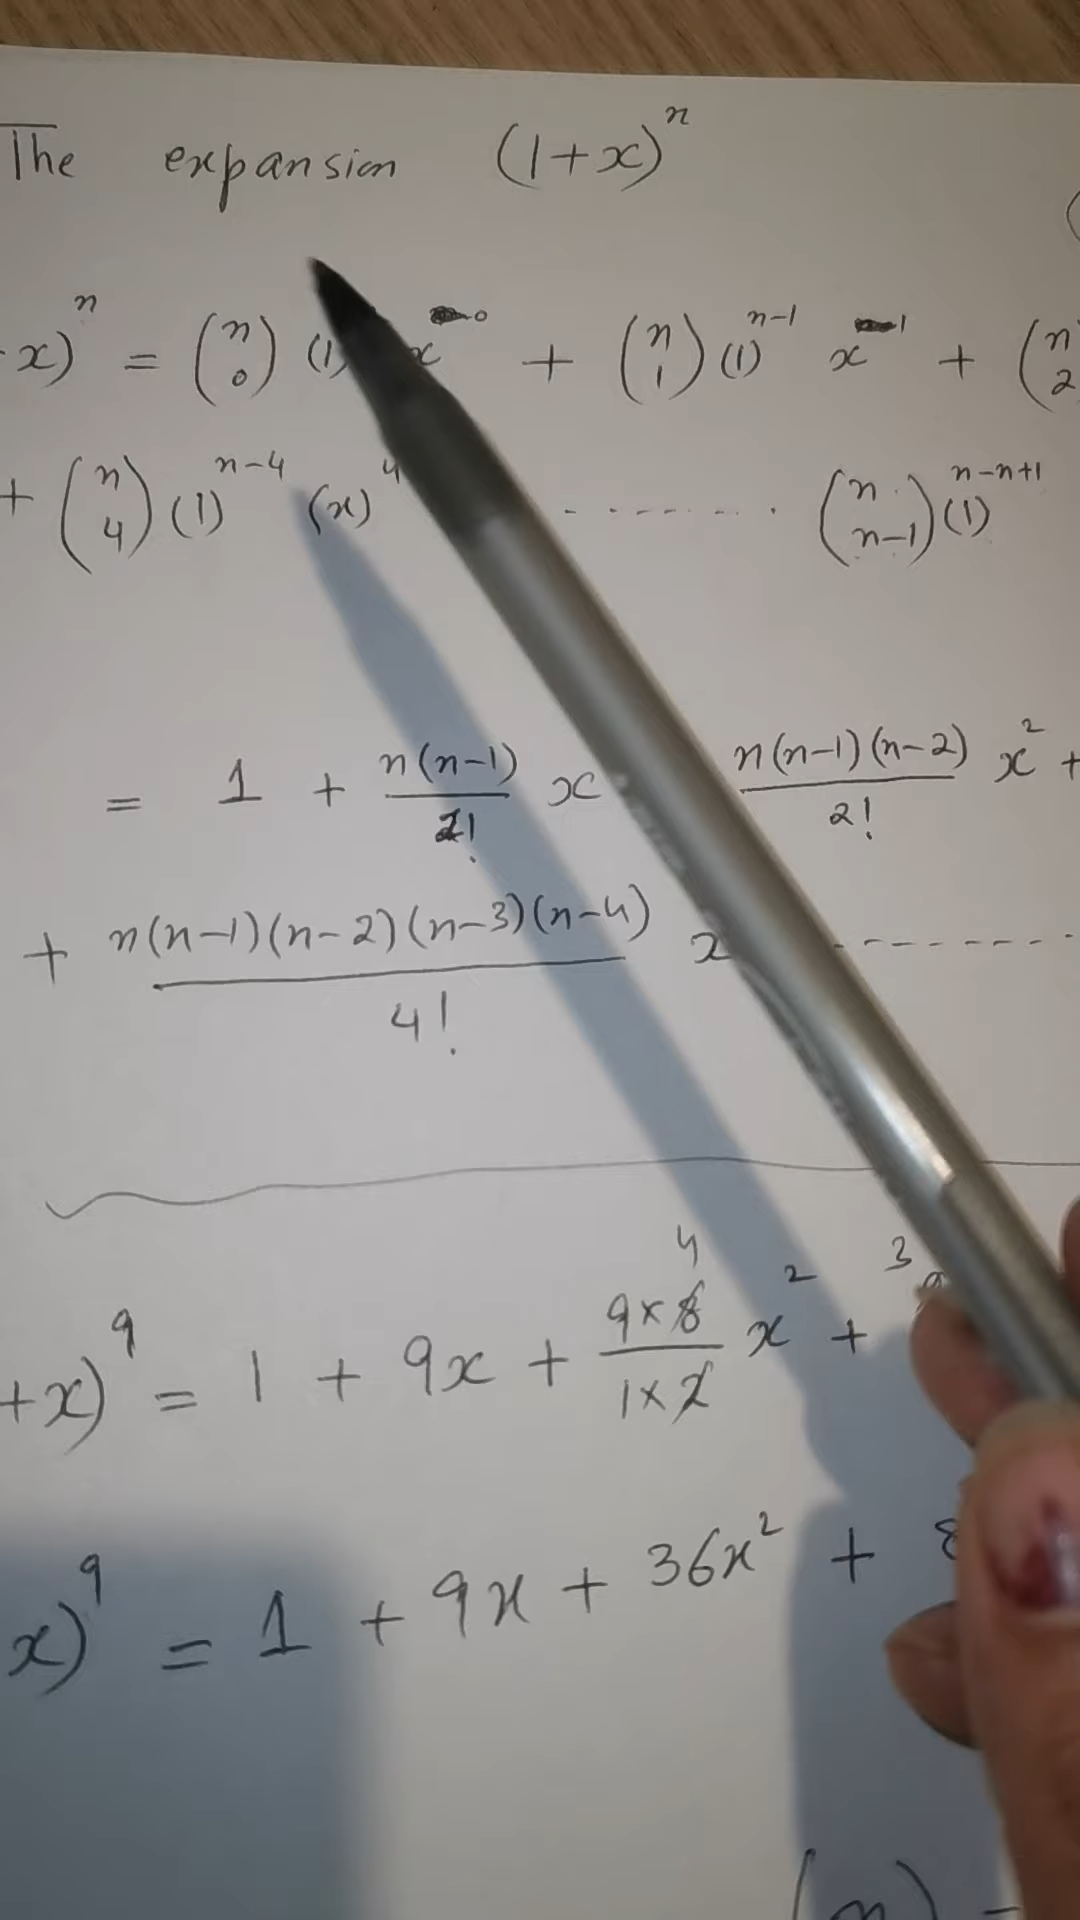 The expansion (1+x)^n
x)^n = (n 0) (1) x^0 + (n 1) (1)^n-1 x^1 + (n 2
+ (n 4) (1)^n-4 (x)^4 ........ (n n-1) (1)^n-n+1
= 1 + n(n-1)/1! x n(n-1)(n-2)/2! x^2 +
+ n(n-1)(n-2)(n-3)(n-4)/4! x --------
+x)^9 = 1 + 9x + 9×8/1×2 x^2 +
x)^9 = 1 + 9x + 36x^2 + 8